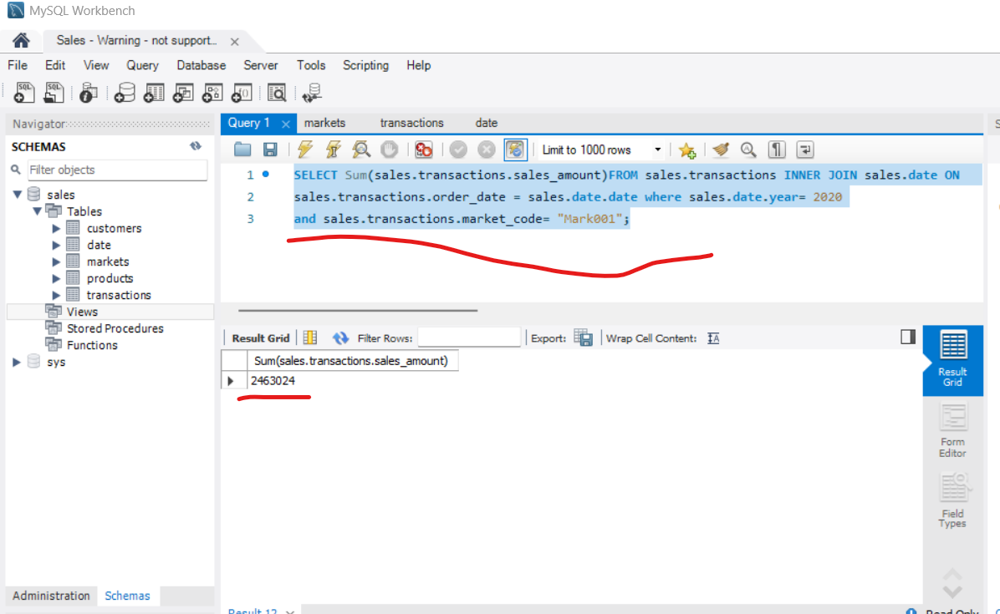 MySQL Workbench
Sales - Warning - not support...
File Edit View Query Database Server Tools Scripting Help
Navigator
Query 1 markets transactions date
SCHEMAS
Limit to 1000 rows
Filter objects
sales
Tables
customers
date
markets
products
transactions
Views
Stored Procedures
Functions
sys
1 SELECT Sum(sales.transactions.sales_amount)FROM sales.transactions INNER JOIN sales.date ON
2 sales.transactions.order_date = sales.date.date where sales.date.year= 2020
3 and sales.transactions.market_code= "Mark001";
Result Grid Filter Rows: Export: Wrap Cell Content:
Sum(sales.transactions.sales_amount)
2463024
Result
Grid
Form
Editor
Field
Types
Administration Schemas
Result 12 Read Only